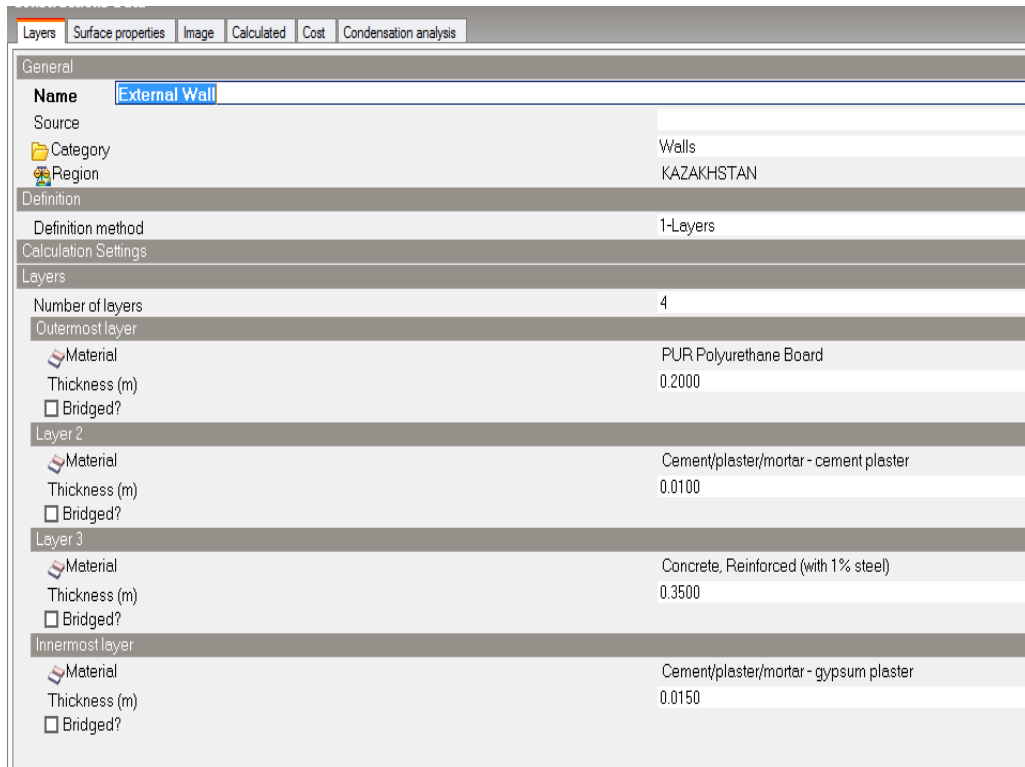 Layers Surface properties Image Calculated Cost Condensation analysis
General
Name External Wall
Source
Category Walls
Region KAZAKHSTAN
Definition
Definition method 1-Layers
Calculation Settings
Layers
Number of layers 4
Outermost layer
Material PUR Polyurethane Board
Thickness (m) 0.2000
Bridged?
Layer 2
Material Cement/plaster/mortar - cement plaster
Thickness (m) 0.0100
Bridged?
Layer 3
Material Concrete, Reinforced (with 1% steel)
Thickness (m) 0.3500
Bridged?
Innermost layer
Material Cement/plaster/mortar - gypsum plaster
Thickness (m) 0.0150
Bridged?